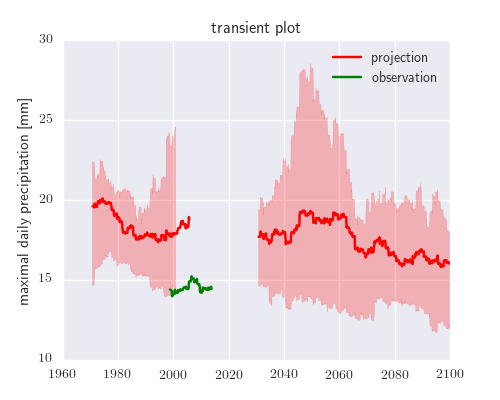 transient plot
projection
observation
maximal daily precipitation [mm]
30
25
20
15
10
1960 1980 2000 2020 2040 2060 2080 2100